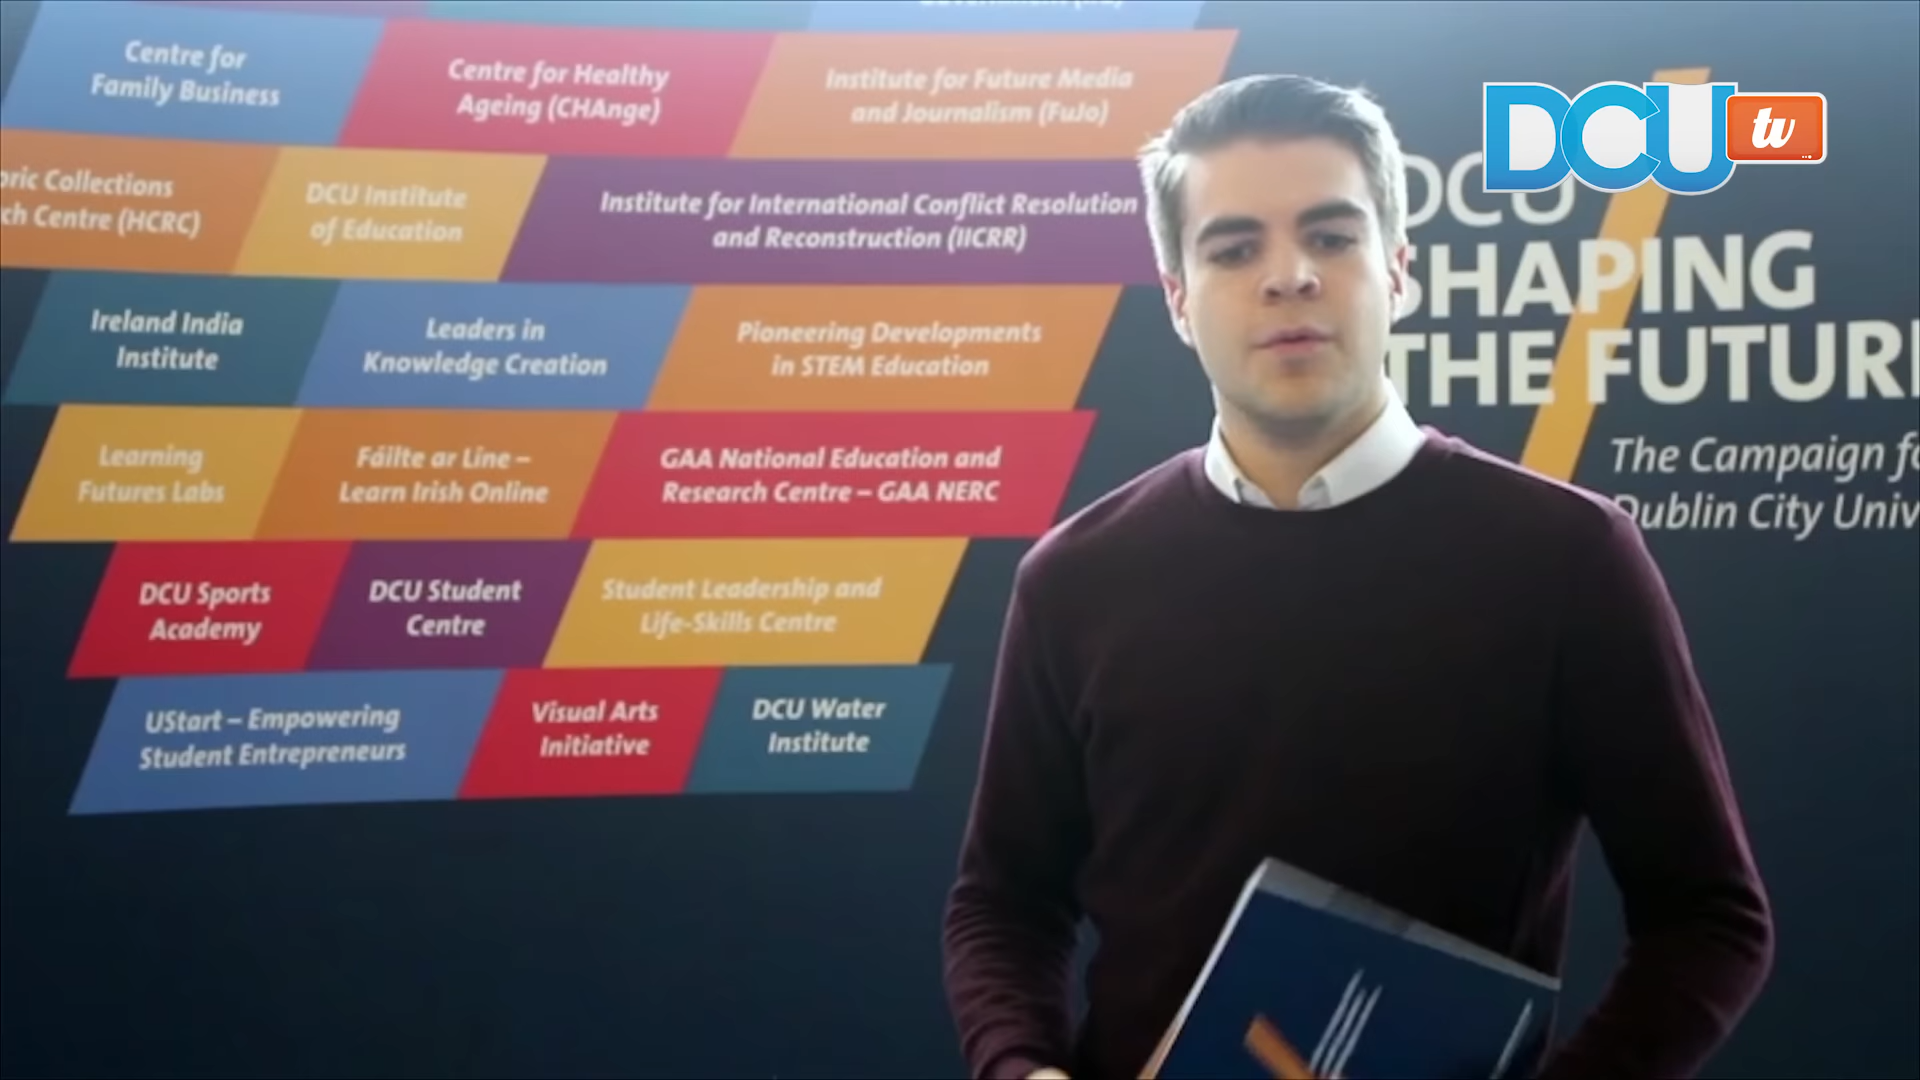 Centre for
Family Business
Centre for Healthy
Ageing (CHAnge)
Institute for Future Media
and Journalism (FuJo)
Collections
Centre (HCRC)
DCU Institute
of Education
Institute for International Conflict Resolution
and Reconstruction (IICRR)
Ireland India
Institute
Leaders in
Knowledge Creation
Pioneering Developments
in STEM Education
Learning
Futures Labs
Fáilte ar Line –
Learn Irish Online
GAA National Education and
Research Centre – GAA NERC
DCU Sports
Academy
DCU Student
Centre
Student Leadership and
Life-Skills Centre
UStart – Empowering
Student Entrepreneurs
Visual Arts
Initiative
DCU Water
Institute
DCU tv
DCU
SHAPING
THE FUTUR
The Campaign
Dublin City Univ